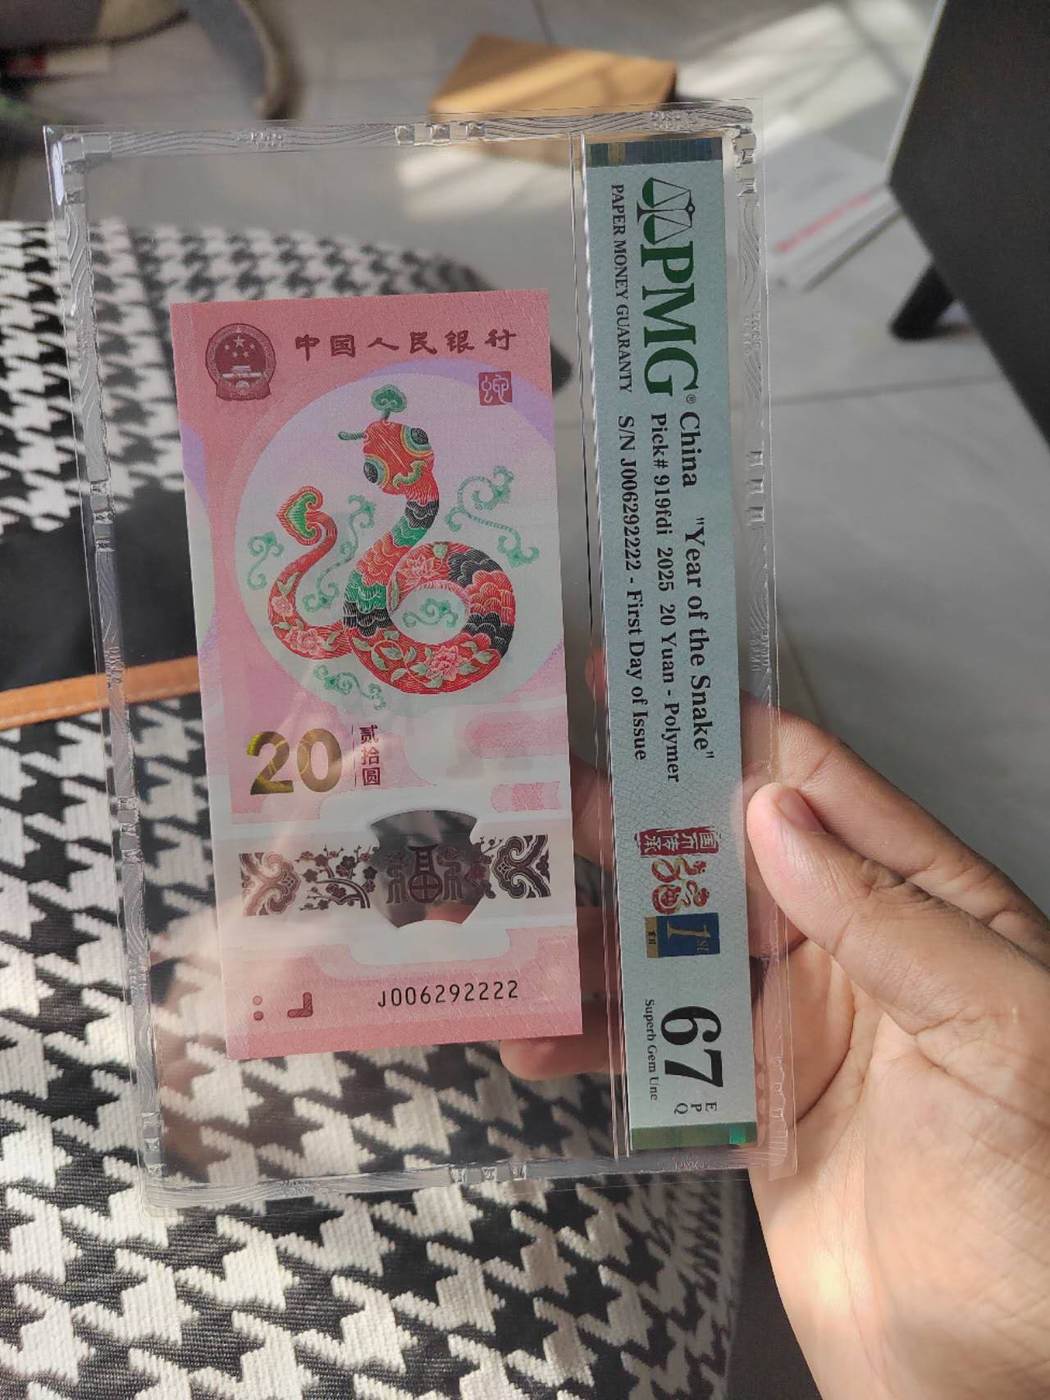 中国人民银行
20
贰拾圆
J006292222
PMG®
PAPER MONEY GUARANTY
China "Year of the Snake"
Pick# 919fdi 2025 20 Yuan - Polymer
S/N J006292222 - First Day of Issue
1st
67
EPQ
Superb Gem Unc